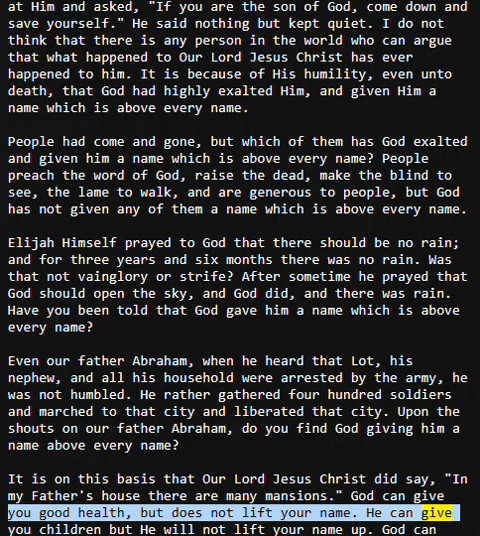 at Him and asked, "If you are the son of God, come down and
save yourself." He said nothing but kept quiet. I do not
think that there is any person in the world who can argue
that what happened to Our Lord Jesus Christ has ever
happened to him. It is because of His humility, even unto
death, that God had highly exalted Him, and given Him a
name which is above every name.

People had come and gone, but which of them has God exalted
and given him a name which is above every name? People
preach the word of God, raise the dead, make the blind to
see, the lame to walk, and are generous to people, but God
has not given any of them a name which is above every name.

Elijah Himself prayed to God that there should be no rain;
and for three years and six months there was no rain. Was
that not vainglory or strife? After sometime he prayed that
God should open the sky, and God did, and there was rain.
Have you been told that God gave him a name which is above
every name?

Even our father Abraham, when he heard that Lot, his
nephew, and all his household were arrested by the army, he
was not humbled. He rather gathered four hundred soldiers
and marched to that city and liberated that city. Upon the
shouts on our father Abraham, do you find God giving him a
name above every name?

It is on this basis that Our Lord Jesus Christ did say, "In
my Father's house there are many mansions." God can give
you good health, but does not lift your name. He can give
you children but He will not lift your name up. God can